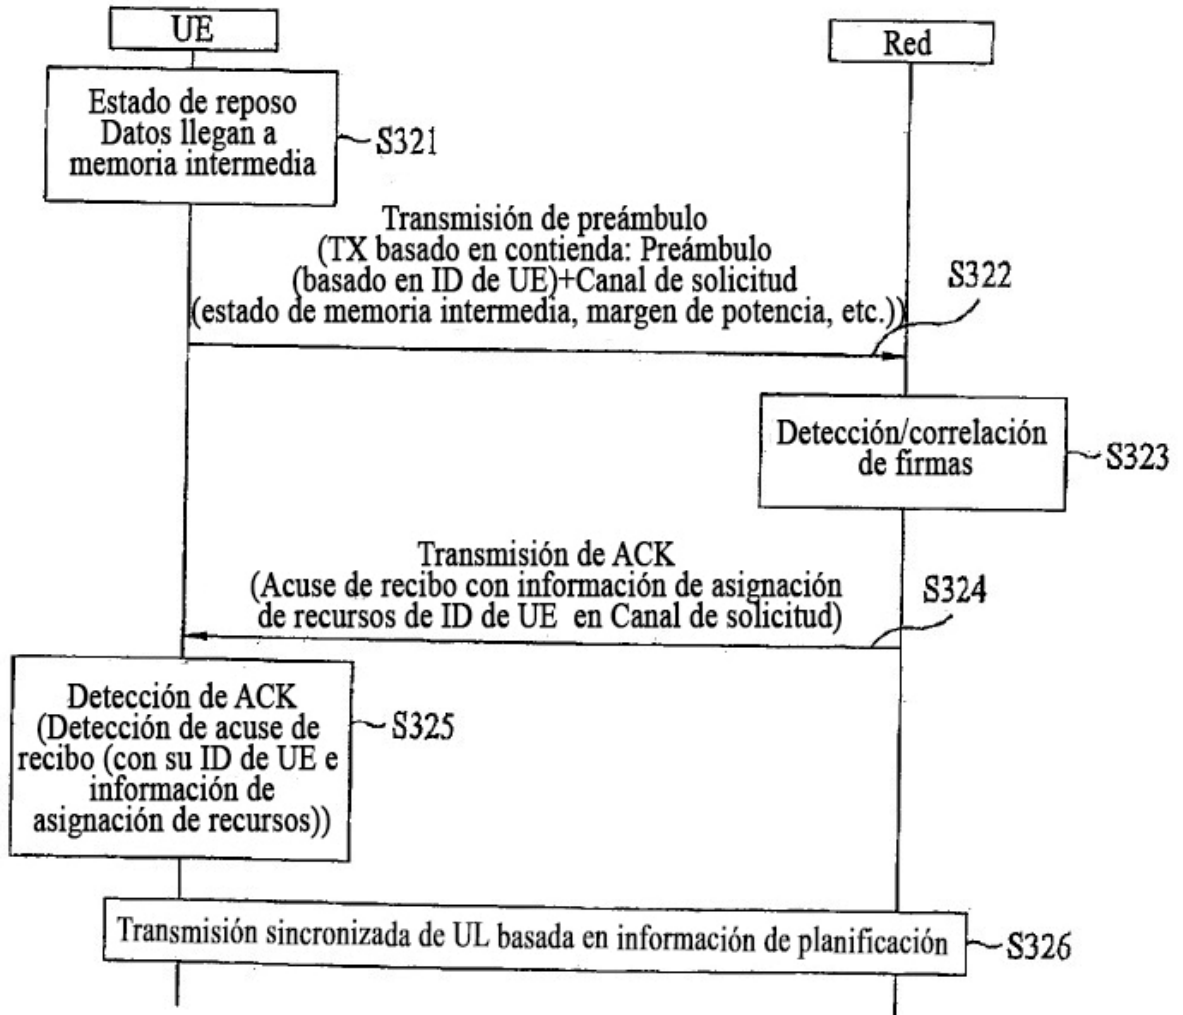 UE
Red
Estado de reposo
Datos llegan a
memoria intermedia
S321
Transmisión de preámbulo
(TX basado en contienda: Preámbulo
(basado en ID de UE)+Canal de solicitud
(estado de memoria intermedia, margen de potencia, etc.))
S322
Detección/correlación
de firmas
S323
Transmisión de ACK
(Acuse de recibo con información de asignación
de recursos de ID de UE en Canal de solicitud)
S324
Detección de ACK
(Detección de acuse de
recibo (con su ID de UE e
información de
asignación de recursos))
S325
Transmisión sincronizada de UL basada en información de planificación
S326